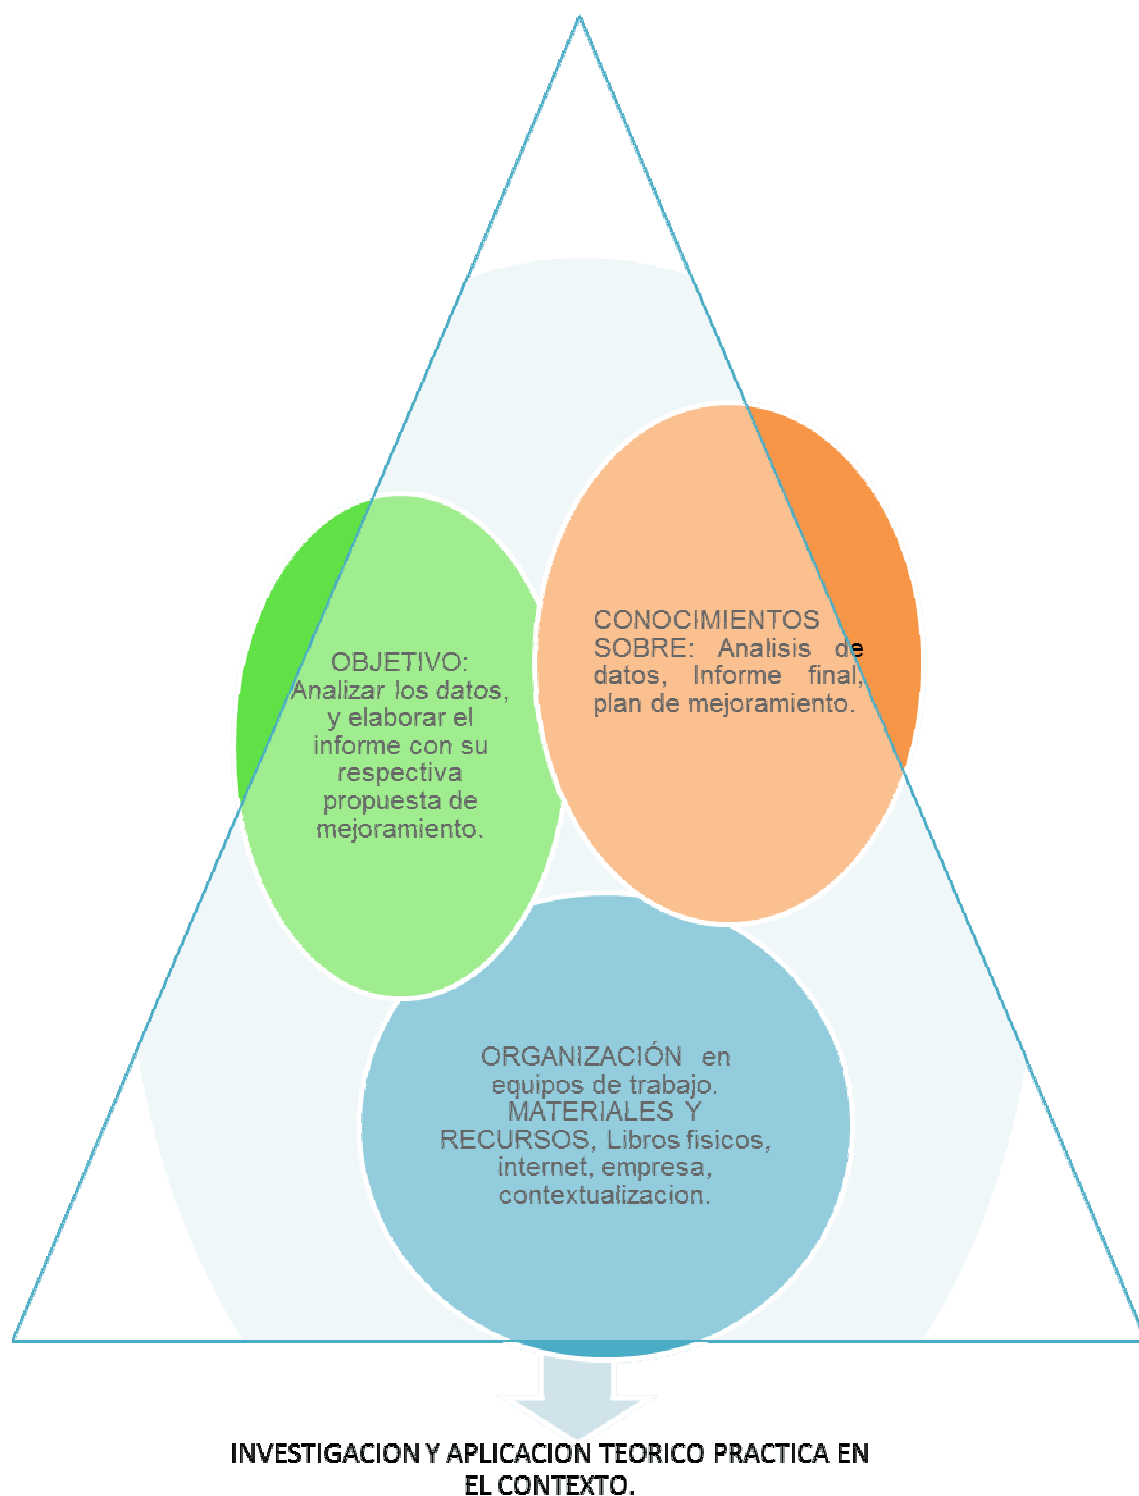 OBJETIVO:
Analizar los datos,
y elaborar el
informe con su
respectiva
propuesta de
mejoramiento.
CONOCIMIENTOS
SOBRE: Analisis de
datos, Informe final,
plan de mejoramiento.
ORGANIZACIÓN en
equipos de trabajo.
MATERIALES Y
RECURSOS, Libros fisicos,
internet, empresa,
contextualizacion.
INVESTIGACION Y APLICACION TEORICO PRACTICA EN
EL CONTEXTO.